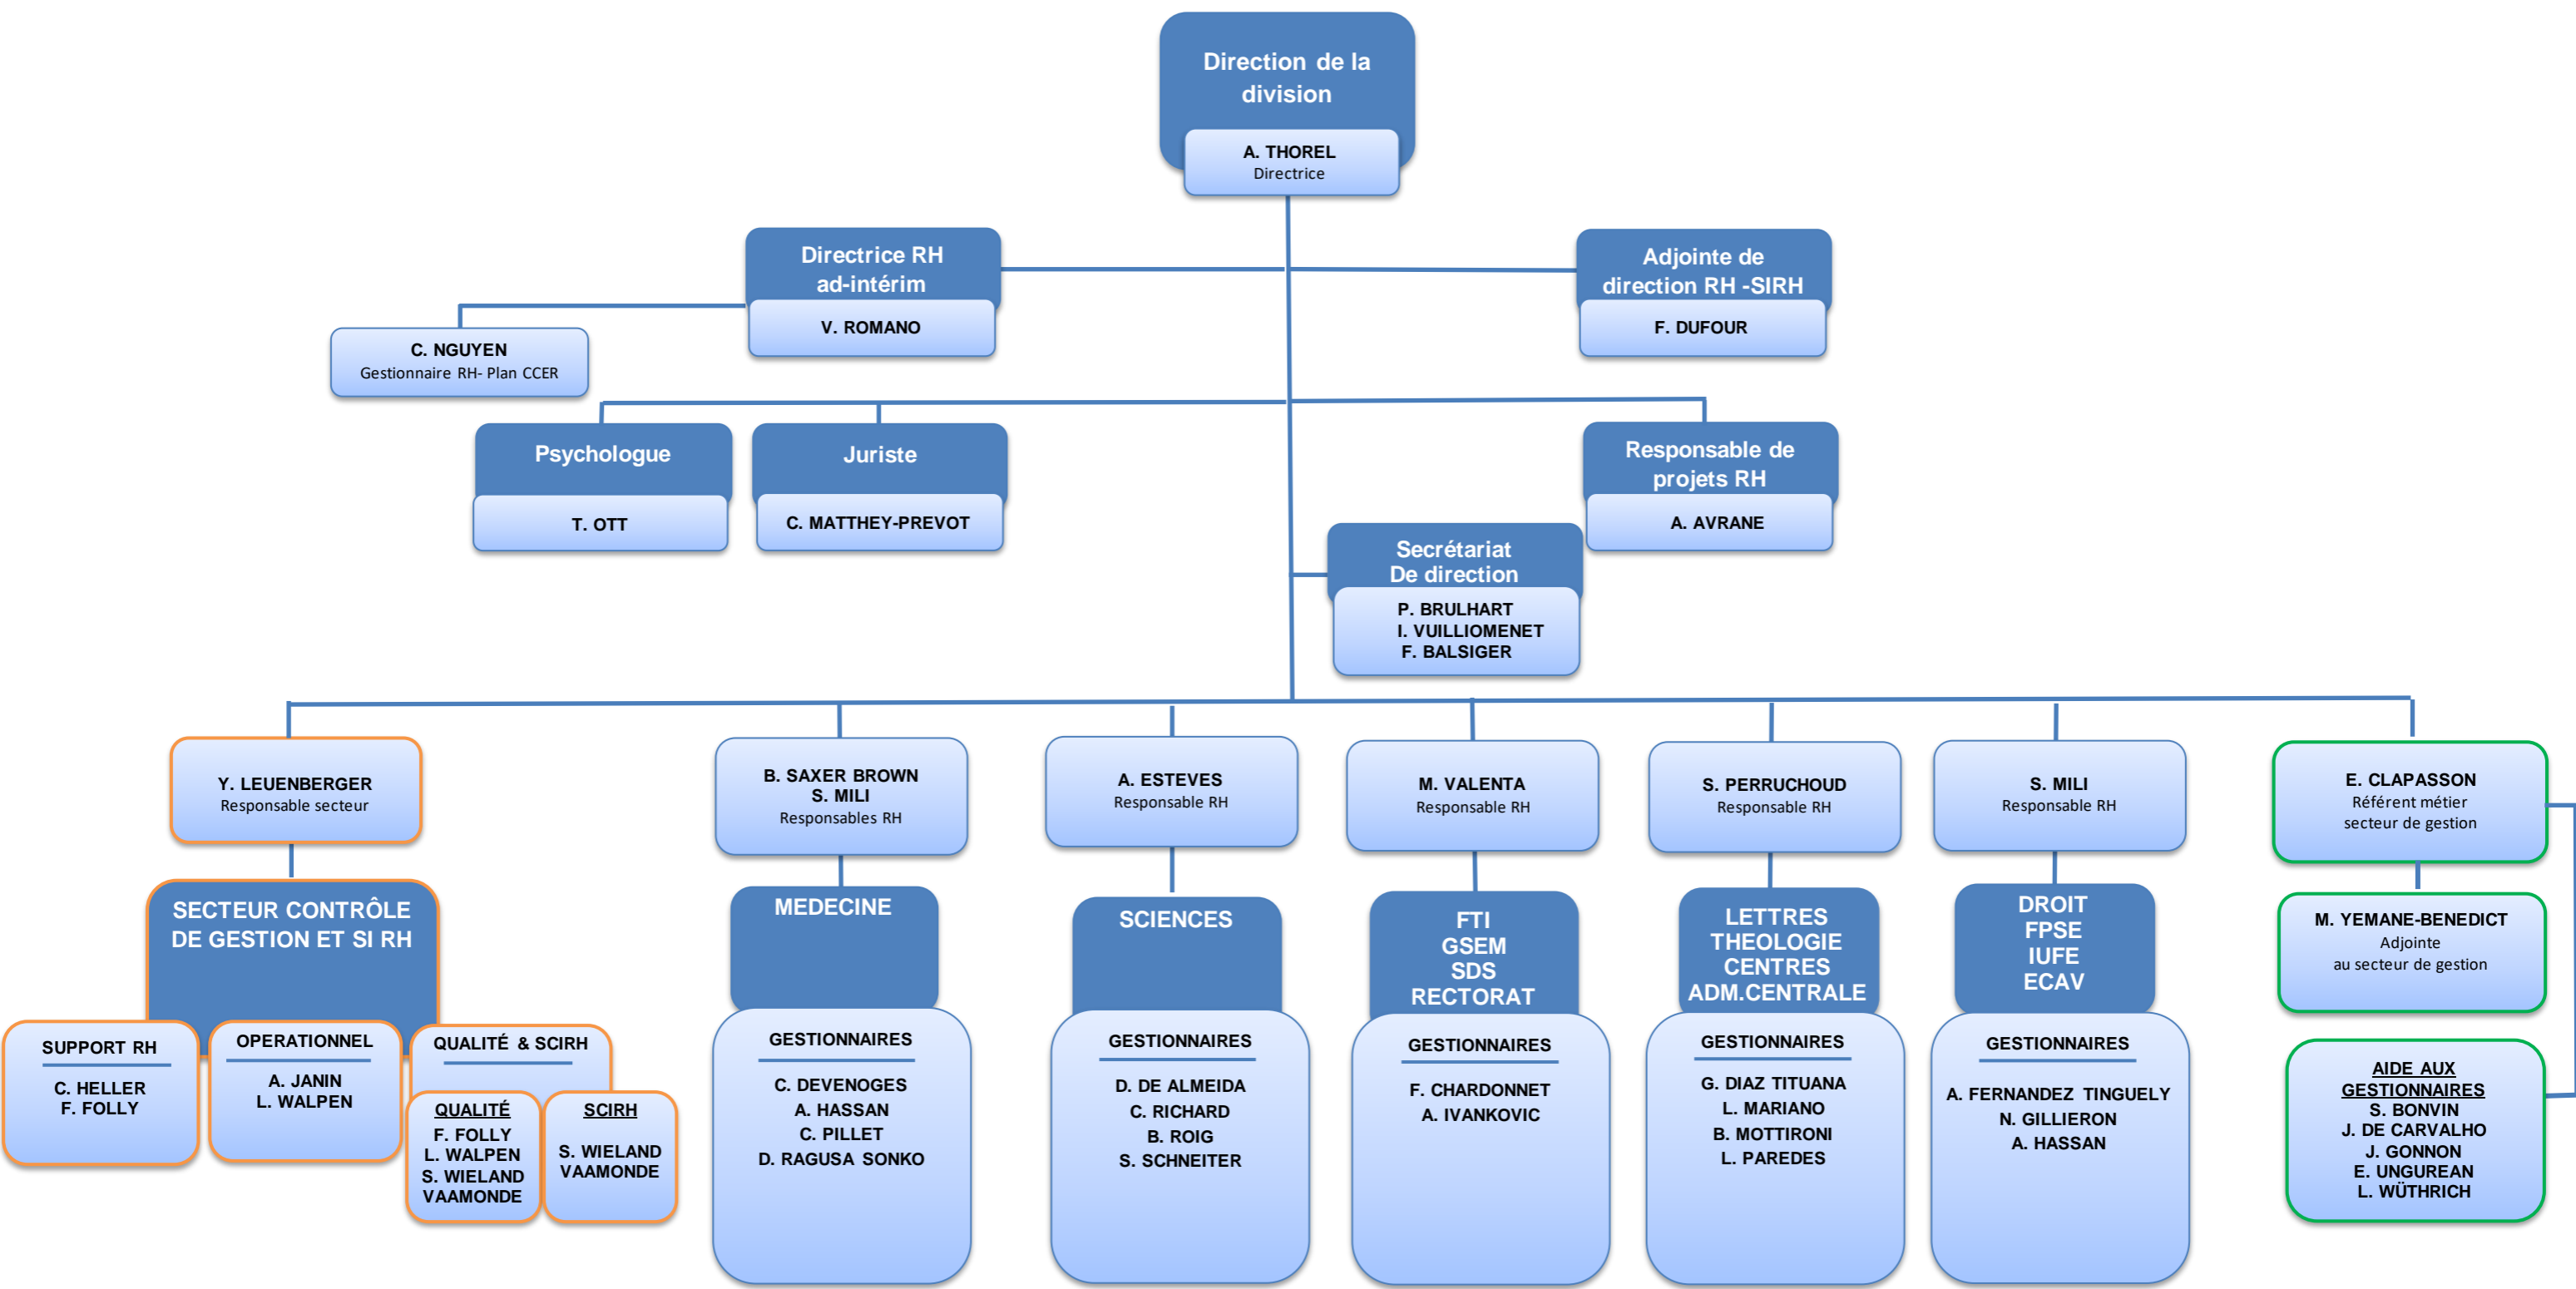 Direction de la
division
A. THOREL
Directrice
Directrice RH
ad-intérim
V. ROMANO
Adjointe de
direction RH -SIRH
F. DUFOUR
C. NGUYEN
Gestionnaire RH- Plan CCER
Psychologue
T. OTT
Juriste
C. MATTHEY-PREVOT
Responsable de
projets RH
A. AVRANE
Secrétariat
De direction
P. BRULHART
I. VUILLIOMENET
F. BALSIGER
Y. LEUENBERGER
Responsable secteur
SECTEUR CONTRÔLE
DE GESTION ET SI RH
SUPPORT RH
C. HELLER
F. FOLLY
OPERATIONNEL
A. JANIN
L. WALPEN
QUALITÉ & SCIRH
QUALITÉ
F. FOLLY
L. WALPEN
S. WIELAND
VAAMONDE
SCIRH
S. WIELAND
VAAMONDE
B. SAXER BROWN
S. MILI
Responsables RH
MEDECINE
GESTIONNAIRES
C. DEVENOGES
A. HASSAN
C. PILLET
D. RAGUSA SONKO
A. ESTEVES
Responsable RH
SCIENCES
GESTIONNAIRES
D. DE ALMEIDA
C. RICHARD
B. ROIG
S. SCHNEITER
M. VALENTA
Responsable RH
FTI
GSEM
SDS
RECTORAT
GESTIONNAIRES
F. CHARDONNET
A. IVANKOVIC
S. PERRUCHOUD
Responsable RH
LETTRES
THEOLOGIE
CENTRES
ADM.CENTRALE
GESTIONNAIRES
G. DIAZ TITUANA
L. MARIANO
B. MOTTIRONI
L. PAREDES
S. MILI
Responsable RH
DROIT
FPSE
IUFE
ECAV
GESTIONNAIRES
A. FERNANDEZ TINGUELY
N. GILLIERON
A. HASSAN
E. CLAPASSON
Référent métier
secteur de gestion
M. YEMANE-BENEDICT
Adjointe
au secteur de gestion
AIDE AUX
GESTIONNAIRES
S. BONVIN
J. DE CARVALHO
J. GONNON
E. UNGUREAN
L. WÜTHRICH